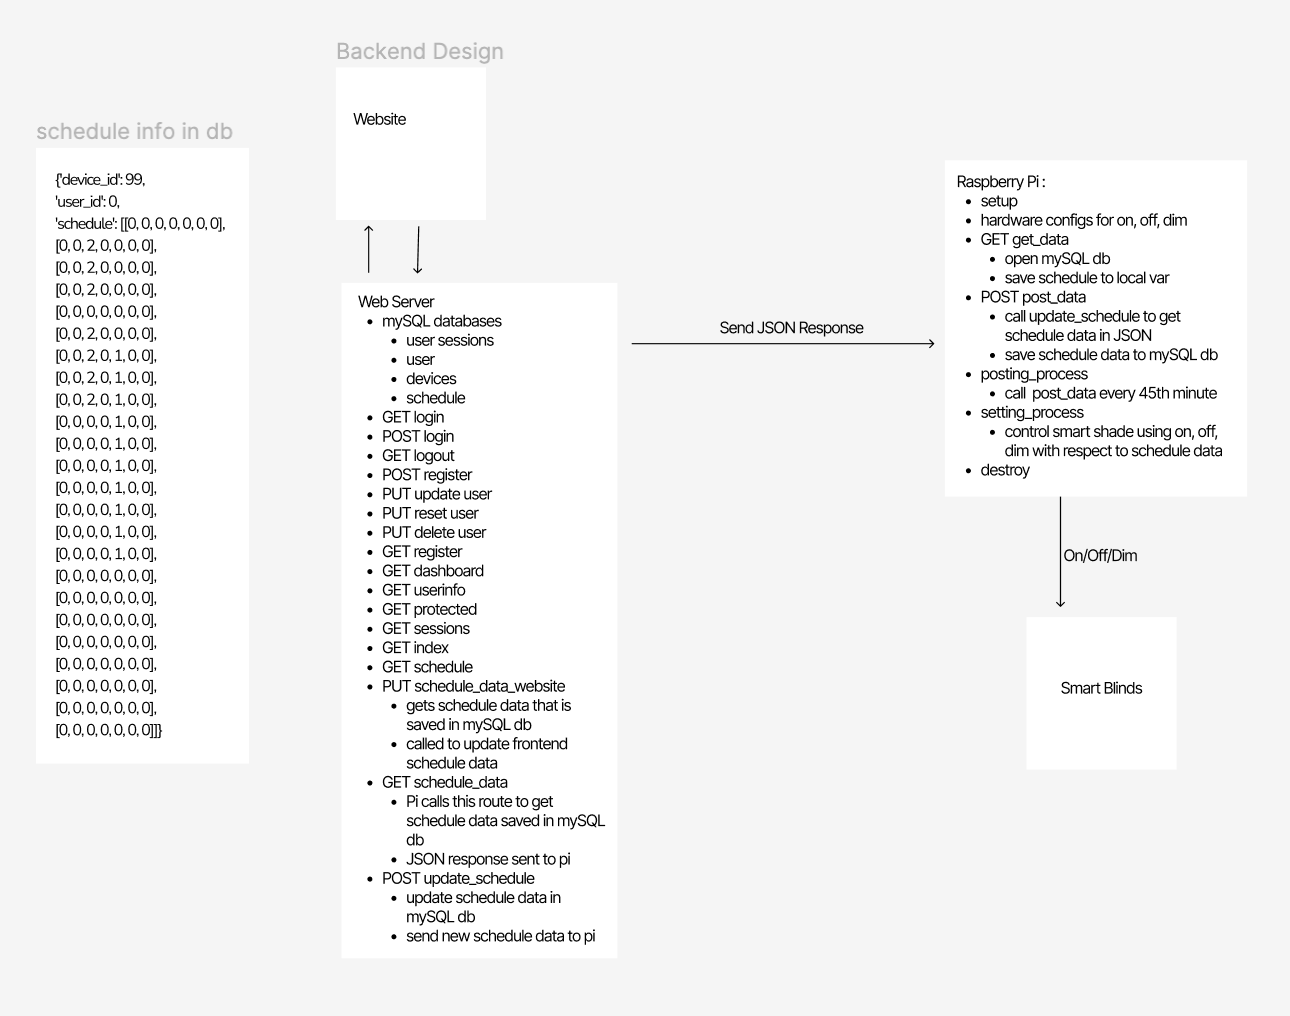 Backend Design
Website
schedule info in db
{'device_id': 99,
'user_id': 0,
'schedule': [[0, 0, 0, 0, 0, 0, 0],
[0, 0, 2, 0, 0, 0, 0],
[0, 0, 2, 0, 0, 0, 0],
[0, 0, 2, 0, 0, 0, 0],
[0, 0, 0, 0, 0, 0, 0],
[0, 0, 2, 0, 0, 0, 0],
[0, 0, 2, 0, 1, 0, 0],
[0, 0, 2, 0, 1, 0, 0],
[0, 0, 2, 0, 1, 0, 0],
[0, 0, 0, 0, 1, 0, 0],
[0, 0, 0, 0, 1, 0, 0],
[0, 0, 0, 0, 1, 0, 0],
[0, 0, 0, 0, 1, 0, 0],
[0, 0, 0, 0, 1, 0, 0],
[0, 0, 0, 0, 1, 0, 0],
[0, 0, 0, 0, 1, 0, 0],
[0, 0, 0, 0, 0, 0, 0],
[0, 0, 0, 0, 0, 0, 0],
[0, 0, 0, 0, 0, 0, 0],
[0, 0, 0, 0, 0, 0, 0],
[0, 0, 0, 0, 0, 0, 0],
[0, 0, 0, 0, 0, 0, 0],
[0, 0, 0, 0, 0, 0, 0],
[0, 0, 0, 0, 0, 0, 0]]}
Web Server
• mySQL databases
• user sessions
• user
• devices
• schedule
• GET login
• POST login
• GET logout
• POST register
• PUT update user
• PUT reset user
• PUT delete user
• GET register
• GET dashboard
• GET userinfo
• GET protected
• GET sessions
• GET index
• GET schedule
• PUT schedule_data_website
• gets schedule data that is
saved in mySQL db
• called to update frontend
schedule data
• GET schedule_data
• Pi calls this route to get
schedule data saved in mySQL
db
• JSON response sent to pi
• POST update_schedule
• update schedule data in
mySQL db
• send new schedule data to pi
Send JSON Response
Raspberry Pi :
• setup
• hardware configs for on, off, dim
• GET get_data
• open mySQL db
• save schedule to local var
• POST post_data
• call update_schedule to get
schedule data in JSON
• save schedule data to mySQL db
• posting_process
• call  post_data every 45th minute
• setting_process
• control smart shade using on, off,
dim with respect to schedule data
• destroy
On/Off/Dim
Smart Blinds